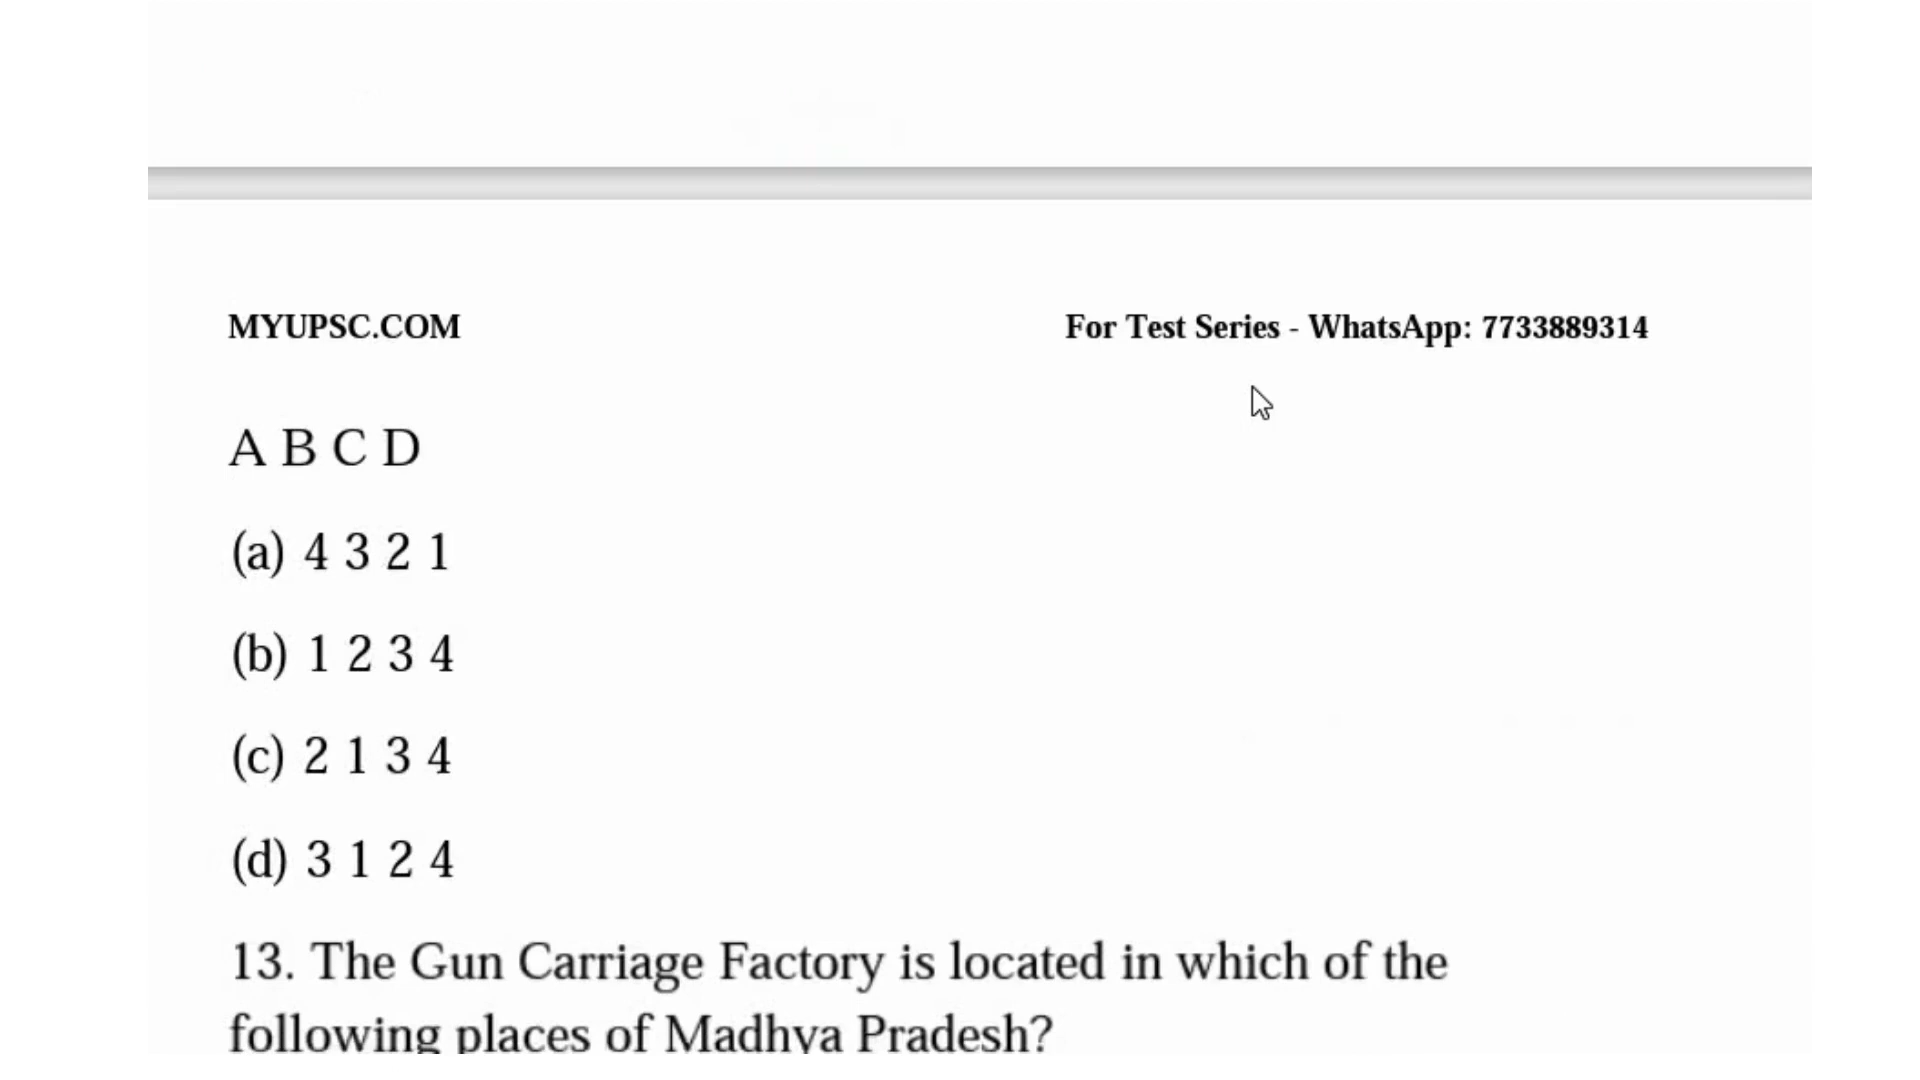 MYUPSC.COM For Test Series - WhatsApp: 7733889314
A B C D
(a) 4 3 2 1
(b) 1 2 3 4
(c) 2 1 3 4
(d) 3 1 2 4
13. The Gun Carriage Factory is located in which of the
following places of Madhya Pradesh?